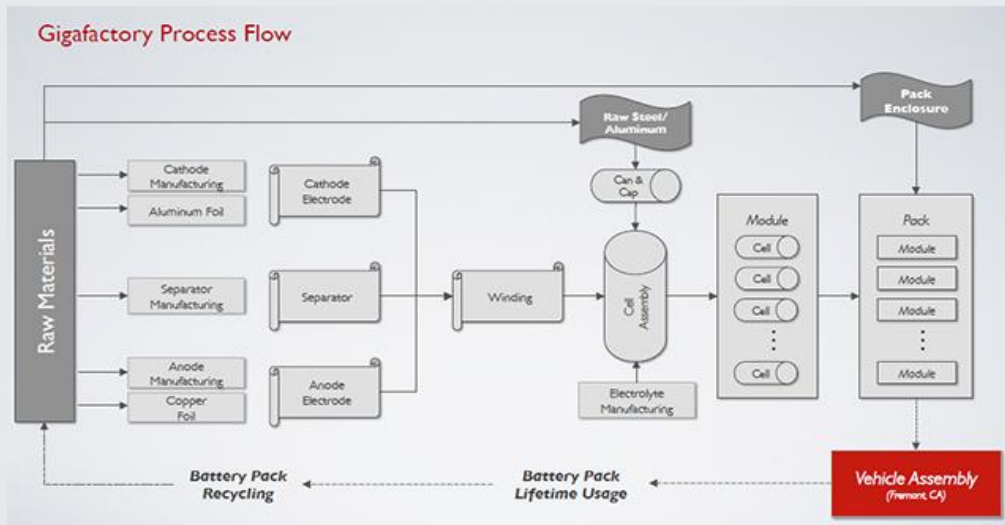 Gigafactory Process Flow
Pack
Enclosure
Raw Steel/
Aluminum
Raw Materials
Cathode
Manufacturing
Aluminum Foil
Cathode
Electrode
Can &
Cap
Module
Pack
Cell
Cell
Cell
Cell
Module
Module
Module
Module
Separator
Manufacturing
Separator
Winding
Cell
Assembly
Anode
Manufacturing
Copper
Foil
Anode
Electrode
Electrolyte
Manufacturing
Battery Pack
Recycling
Battery Pack
Lifetime Usage
Vehicle Assembly
(Fremont, CA)